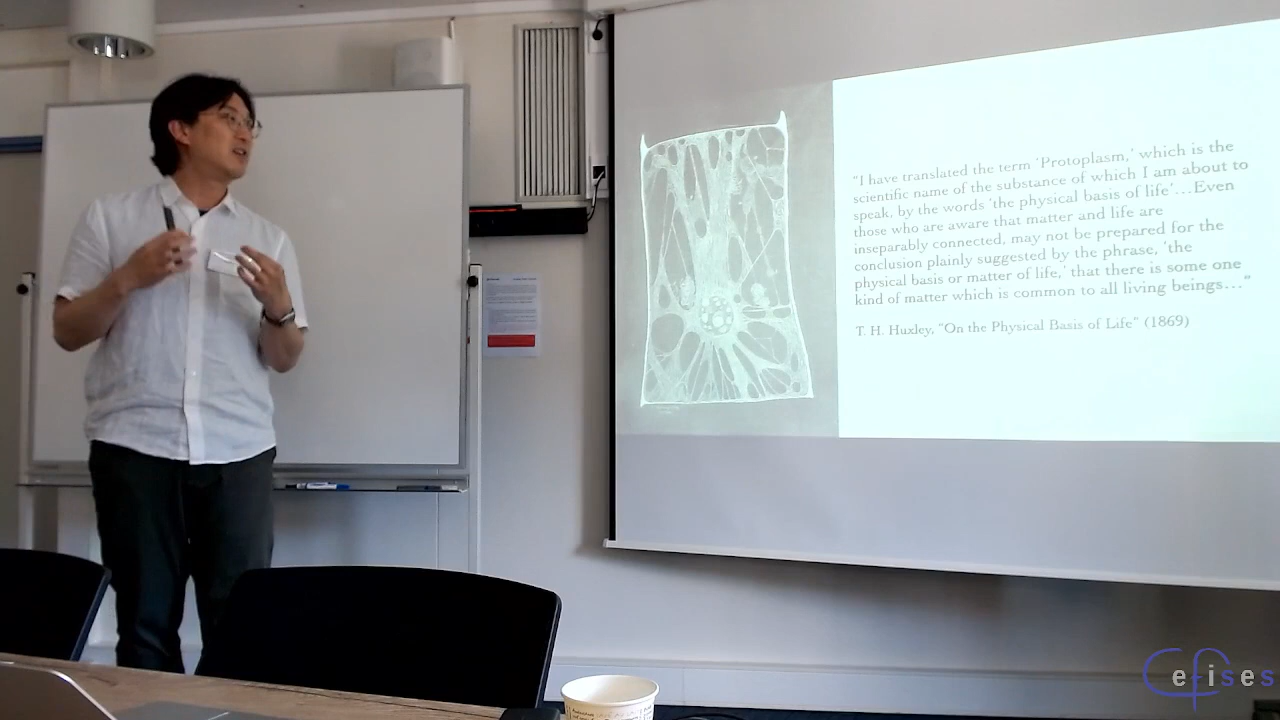 "I have translated the term 'Protoplasm,' which is the
scientific name of the substance of which I am about to
speak, by the words 'the physical basis of life'…Even
those who are aware that matter and life are
inseparably connected, may not be prepared for the
conclusion plainly suggested by the phrase, 'the
physical basis or matter of life,' that there is some one
kind of matter which is common to all living beings…"
T. H. Huxley, "On the Physical Basis of Life" (1869)
Cefises